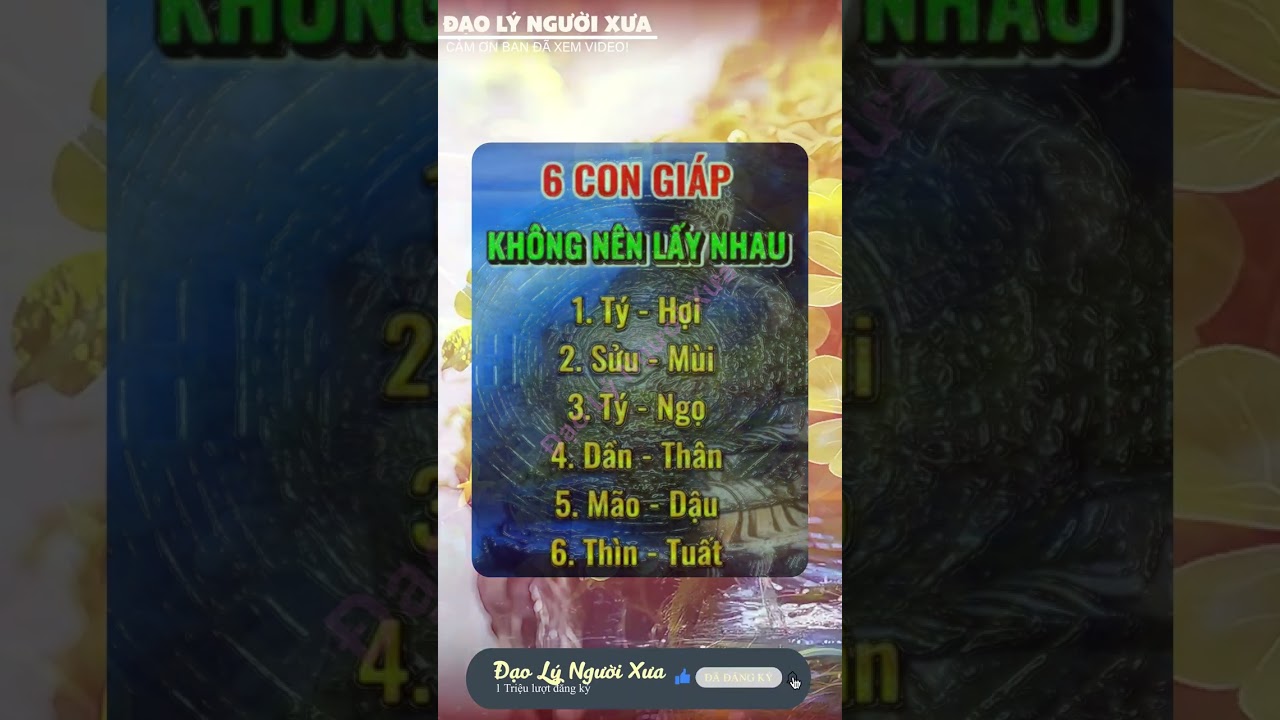 ĐẠO LÝ NGƯỜI XƯA
CẢM ƠN BẠN ĐÃ XEM VIDEO!
6 CON GIÁP
KHÔNG NÊN LẤY NHAU
1. Tý - Hợi
2. Sửu - Mùi
3. Tý - Ngọ
4. Dần - Thân
5. Mão - Dậu
6. Thìn - Tuất
Đạo Lý Người Xưa
1 Triệu lượt đăng ký
ĐÃ ĐĂNG KÝ